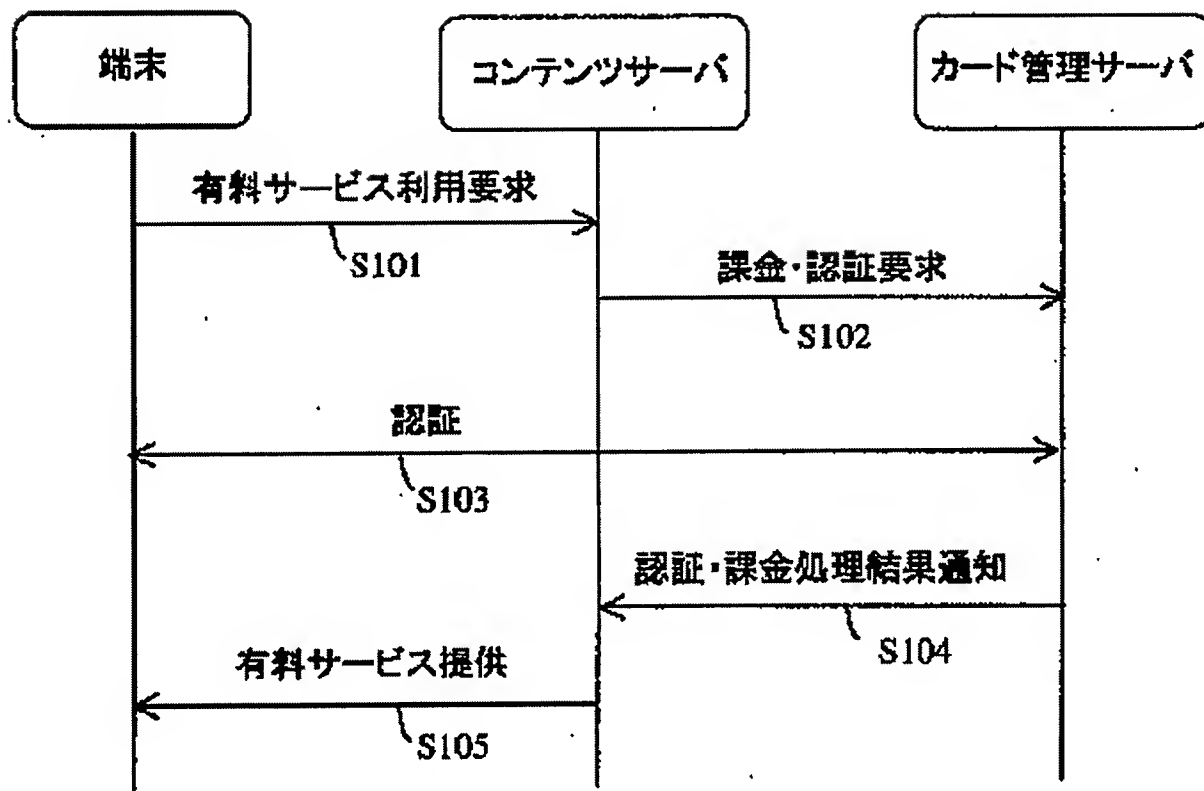 端末
コンテンツサーバ
カード管理サーバ
有料サービス利用要求
S101
課金・認証要求
S102
認証
S103
認証・課金処理結果通知
S104
有料サービス提供
S105